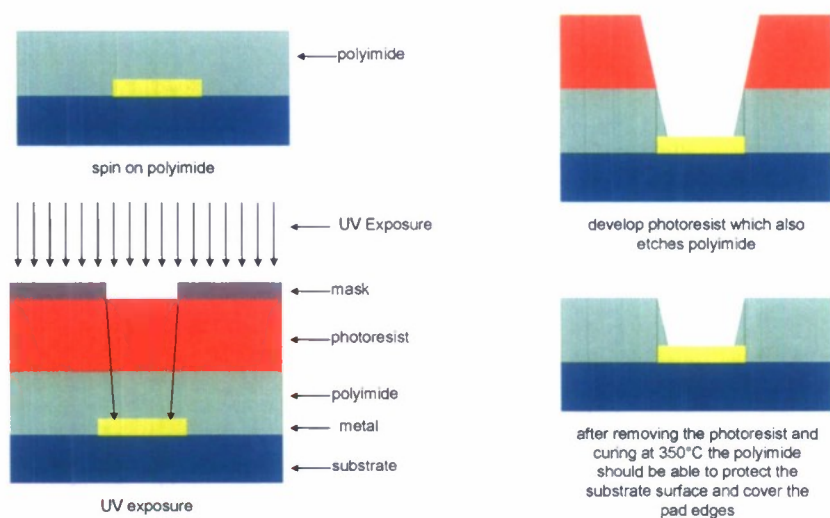 polyimide
spin on polyimide
UV Exposure
mask
photoresist
polyimide
metal
substrate
UV exposure
develop photoresist which also
etches polyimide
after removing the photoresist and
curing at 350°C the polyimide
should be able to protect the
substrate surface and cover the
pad edges